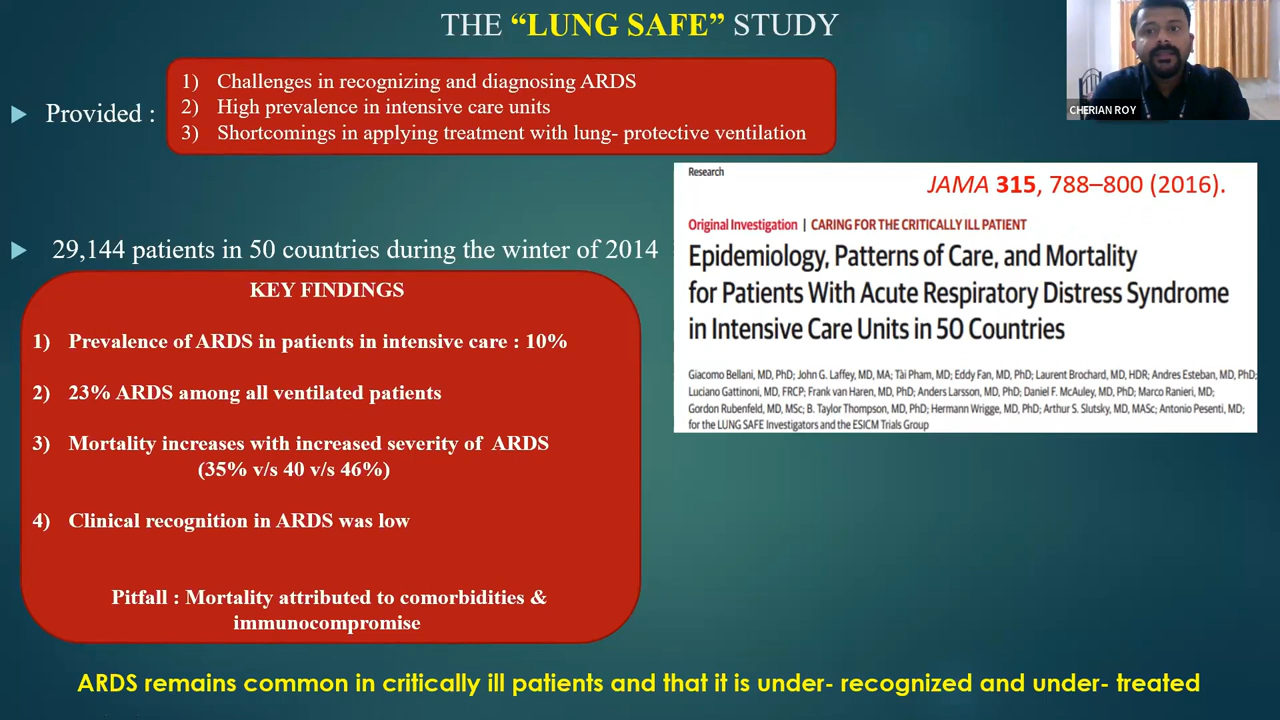 THE “LUNG SAFE” STUDY
Provided :
1) Challenges in recognizing and diagnosing ARDS
2) High prevalence in intensive care units
3) Shortcomings in applying treatment with lung- protective ventilation
CHERIAN ROY
29,144 patients in 50 countries during the winter of 2014
KEY FINDINGS
1) Prevalence of ARDS in patients in intensive care : 10%
2) 23% ARDS among all ventilated patients
3) Mortality increases with increased severity of ARDS
(35% v/s 40 v/s 46%)
4) Clinical recognition in ARDS was low
Pitfall : Mortality attributed to comorbidities &
immunocompromise
Research
JAMA 315, 788–800 (2016).
Original Investigation | CARING FOR THE CRITICALLY ILL PATIENT
Epidemiology, Patterns of Care, and Mortality
for Patients With Acute Respiratory Distress Syndrome
in Intensive Care Units in 50 Countries
Giacomo Bellani, MD, PhD; John G. Laffey, MD, MA; Tài Pham, MD; Eddy Fan, MD, PhD; Laurent Brochard, MD, HDR; Andres Esteban, MD, PhD;
Luciano Gattinoni, MD, FRCP; Frank van Haren, MD, PhD; Anders Larsson, MD, PhD; Daniel F. McAuley, MD, PhD; Marco Ranieri, MD;
Gordon Rubenfeld, MD, MSc; B. Taylor Thompson, MD, PhD; Hermann Wrigge, MD, PhD; Arthur S. Slutsky, MD, MASc; Antonio Pesenti, MD;
for the LUNG SAFE Investigators and the ESICM Trials Group
ARDS remains common in critically ill patients and that it is under- recognized and under- treated